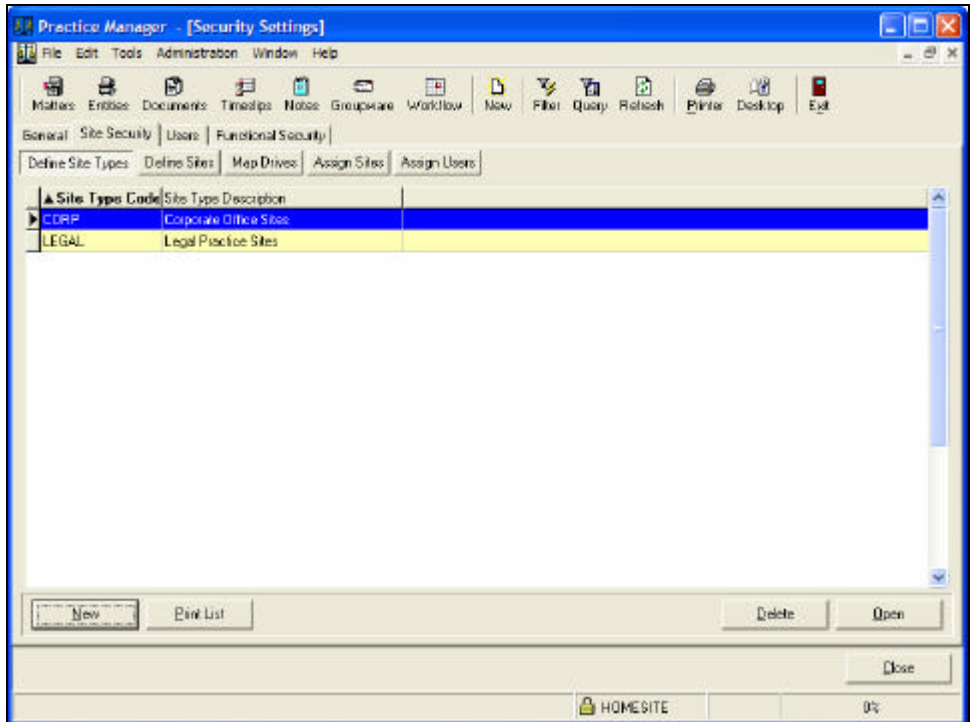 Practice Manager - [Security Settings]
File Edit Tools Administration Window Help
Matters Entities Documents Timeslips Notes Groupware Workflow New Filter Query Refresh Printer Desktop Exit
General Site Security Users Functional Security
Define Site Types Define Sites Map Drives Assign Sites Assign Users
Site Type Code Site Type Description
CORP Corporate Office Sites
LEGAL Legal Practice Sites
New Print List Delete Open
Close
HOMESITE 0%